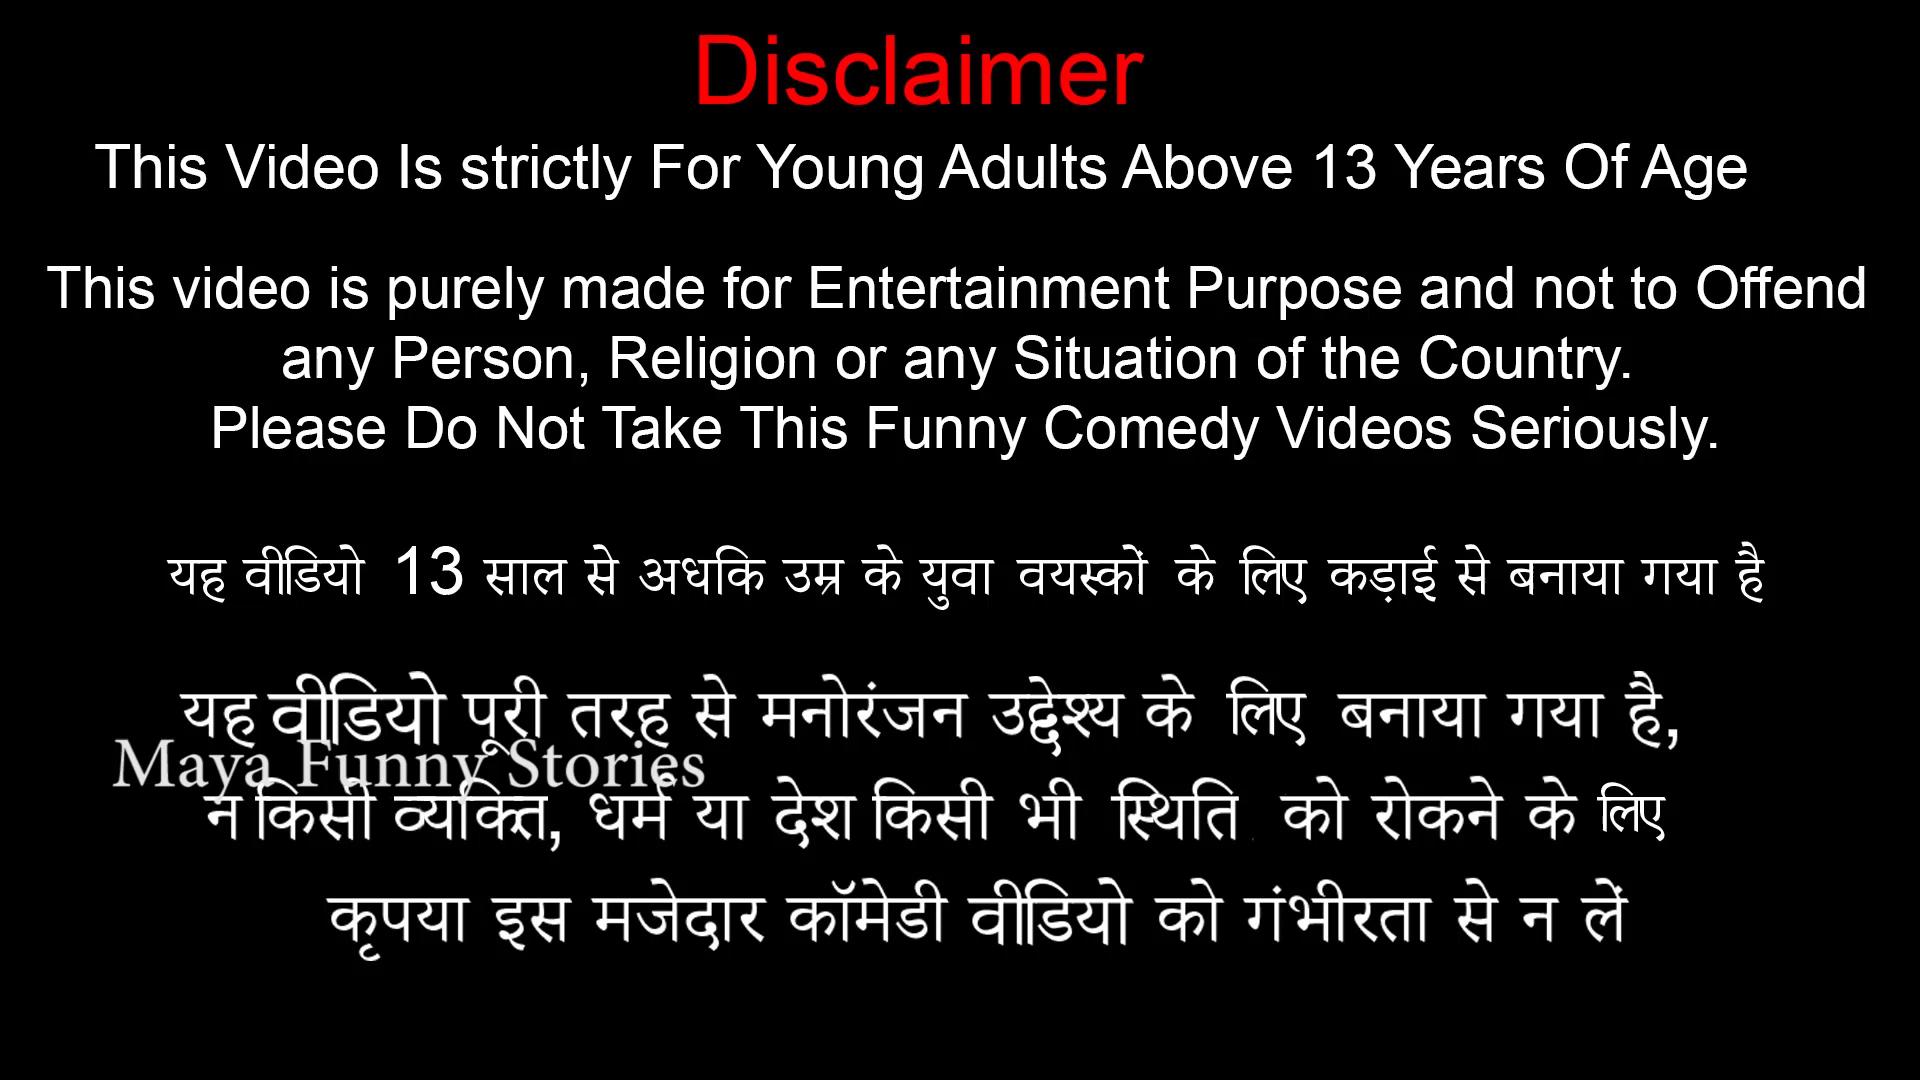 Disclaimer
This Video Is strictly For Young Adults Above 13 Years Of Age
This video is purely made for Entertainment Purpose and not to Offend
any Person, Religion or any Situation of the Country.
Please Do Not Take This Funny Comedy Videos Seriously.
यह वीडियो 13 साल से अधकि उम्र के युवा वयस्कों के लिए कड़ाई से बनाया गया है
यह वीडियो पूरी तरह से मनोरंजन उद्देश्य के लिए बनाया गया है,
Maya Funny Stories
न किसी व्यक्ति, धर्म या देश किसी भी स्थिति को रोकने के लिए
कृपया इस मजेदार कॉमेडी वीडियो को गंभीरता से न लें